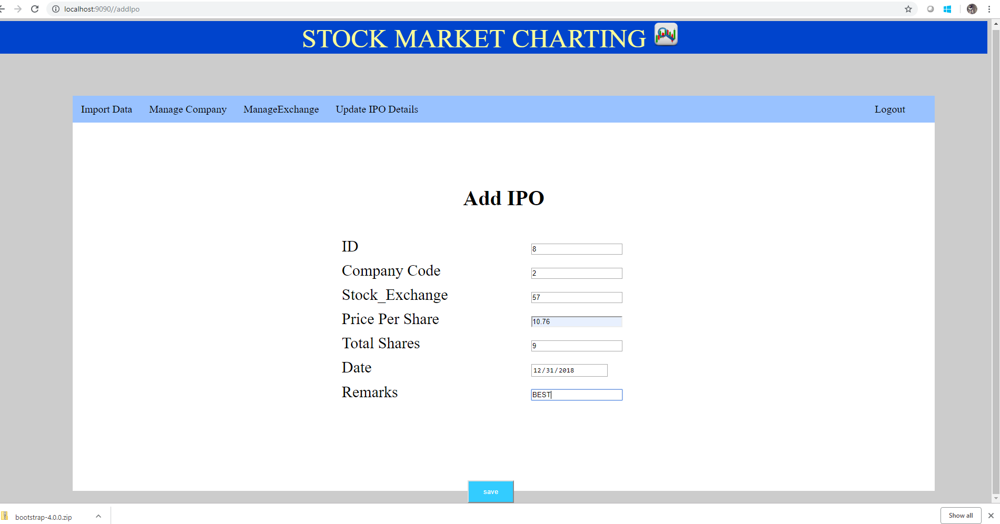 localhost:9090//addIpo
STOCK MARKET CHARTING
Import Data Manage Company ManageExchange Update IPO Details Logout
Add IPO
ID 8
Company Code 2
Stock_Exchange 57
Price Per Share 10.76
Total Shares 9
Date 12/31/2018
Remarks BEST
save
bootstrap-4.0.0.zip Show all